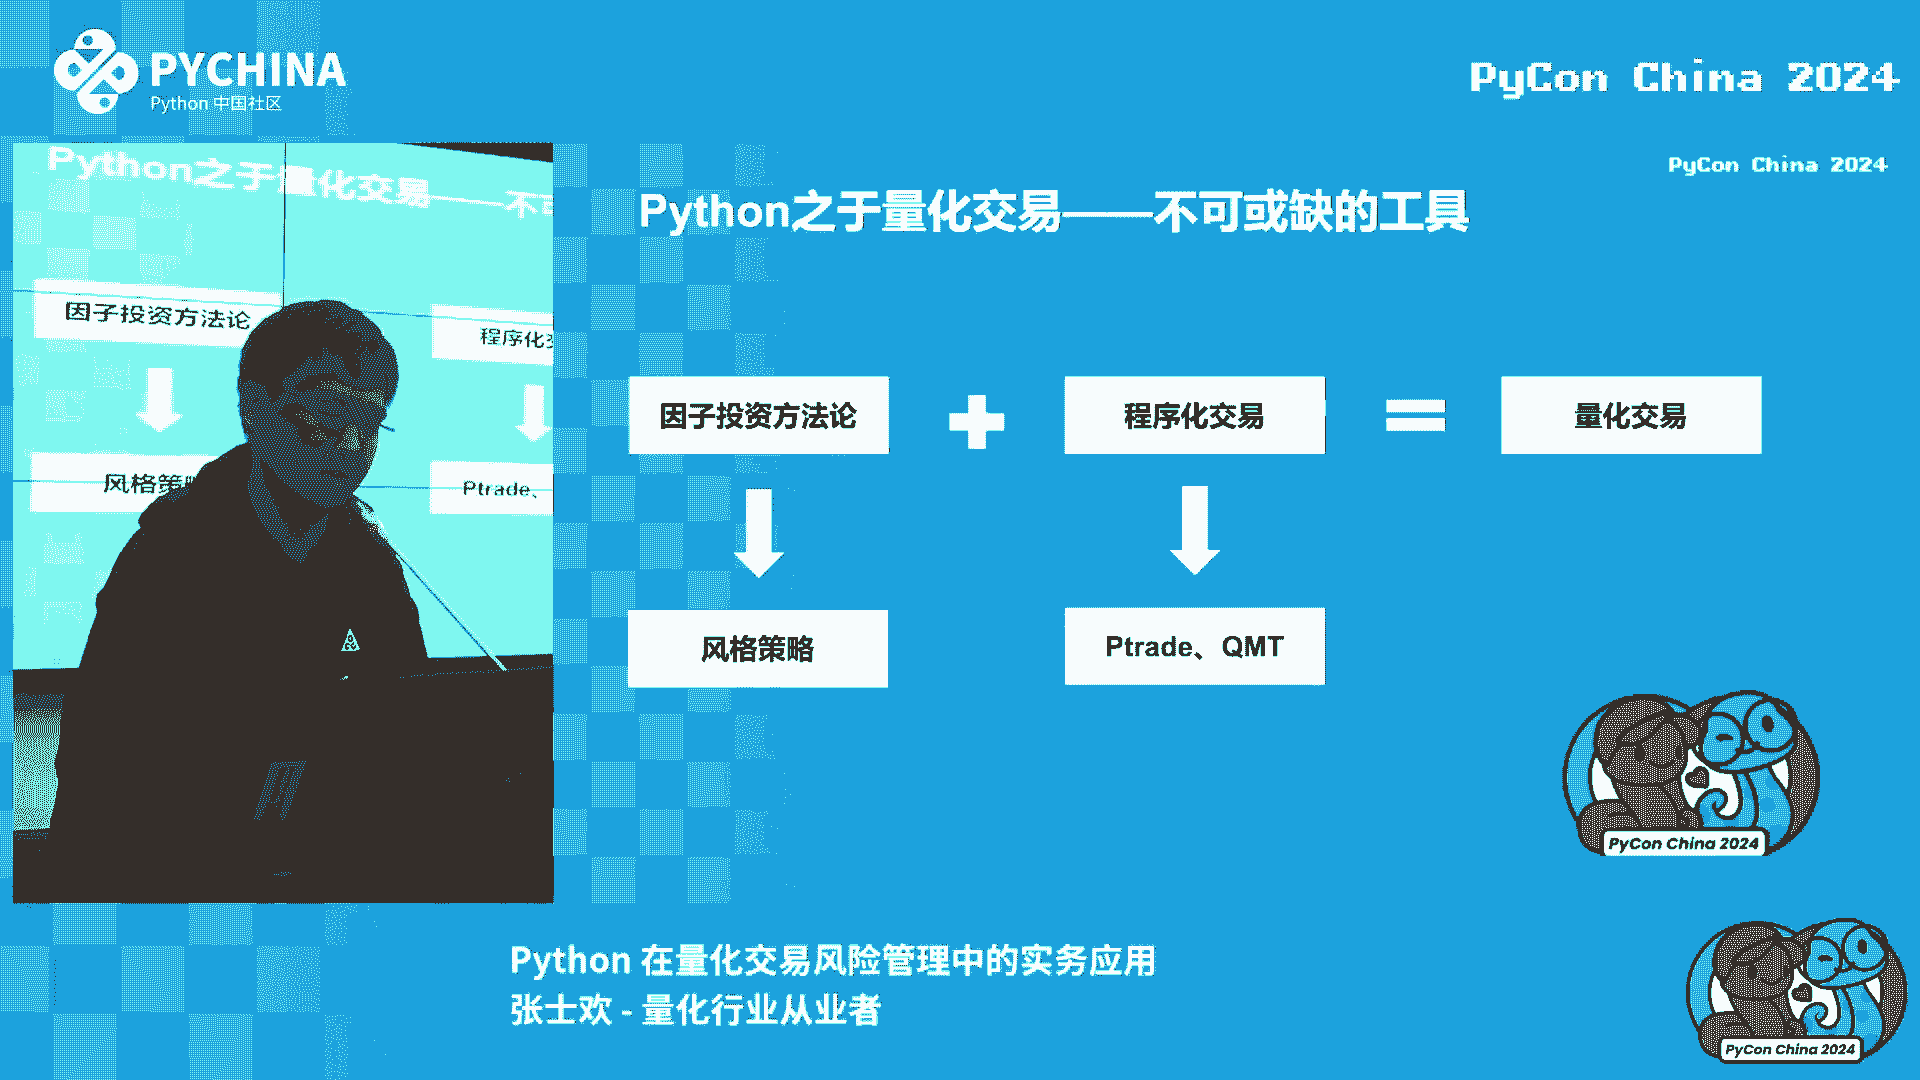 PYCHINA
Python 中国社区
PyCon China 2024
PyCon China 2024
Python之于量化交易——不可或缺的工具
因子投资方法论
程序化交易
量化交易
风格策略
Ptrade、QMT
Python之于量化交易——不可
因子投资方法论
程序化交
风格策略
Ptrade、
PyCon China 2024
Python 在量化交易风险管理中的实务应用
张士欢 - 量化行业从业者
PyCon China 2024